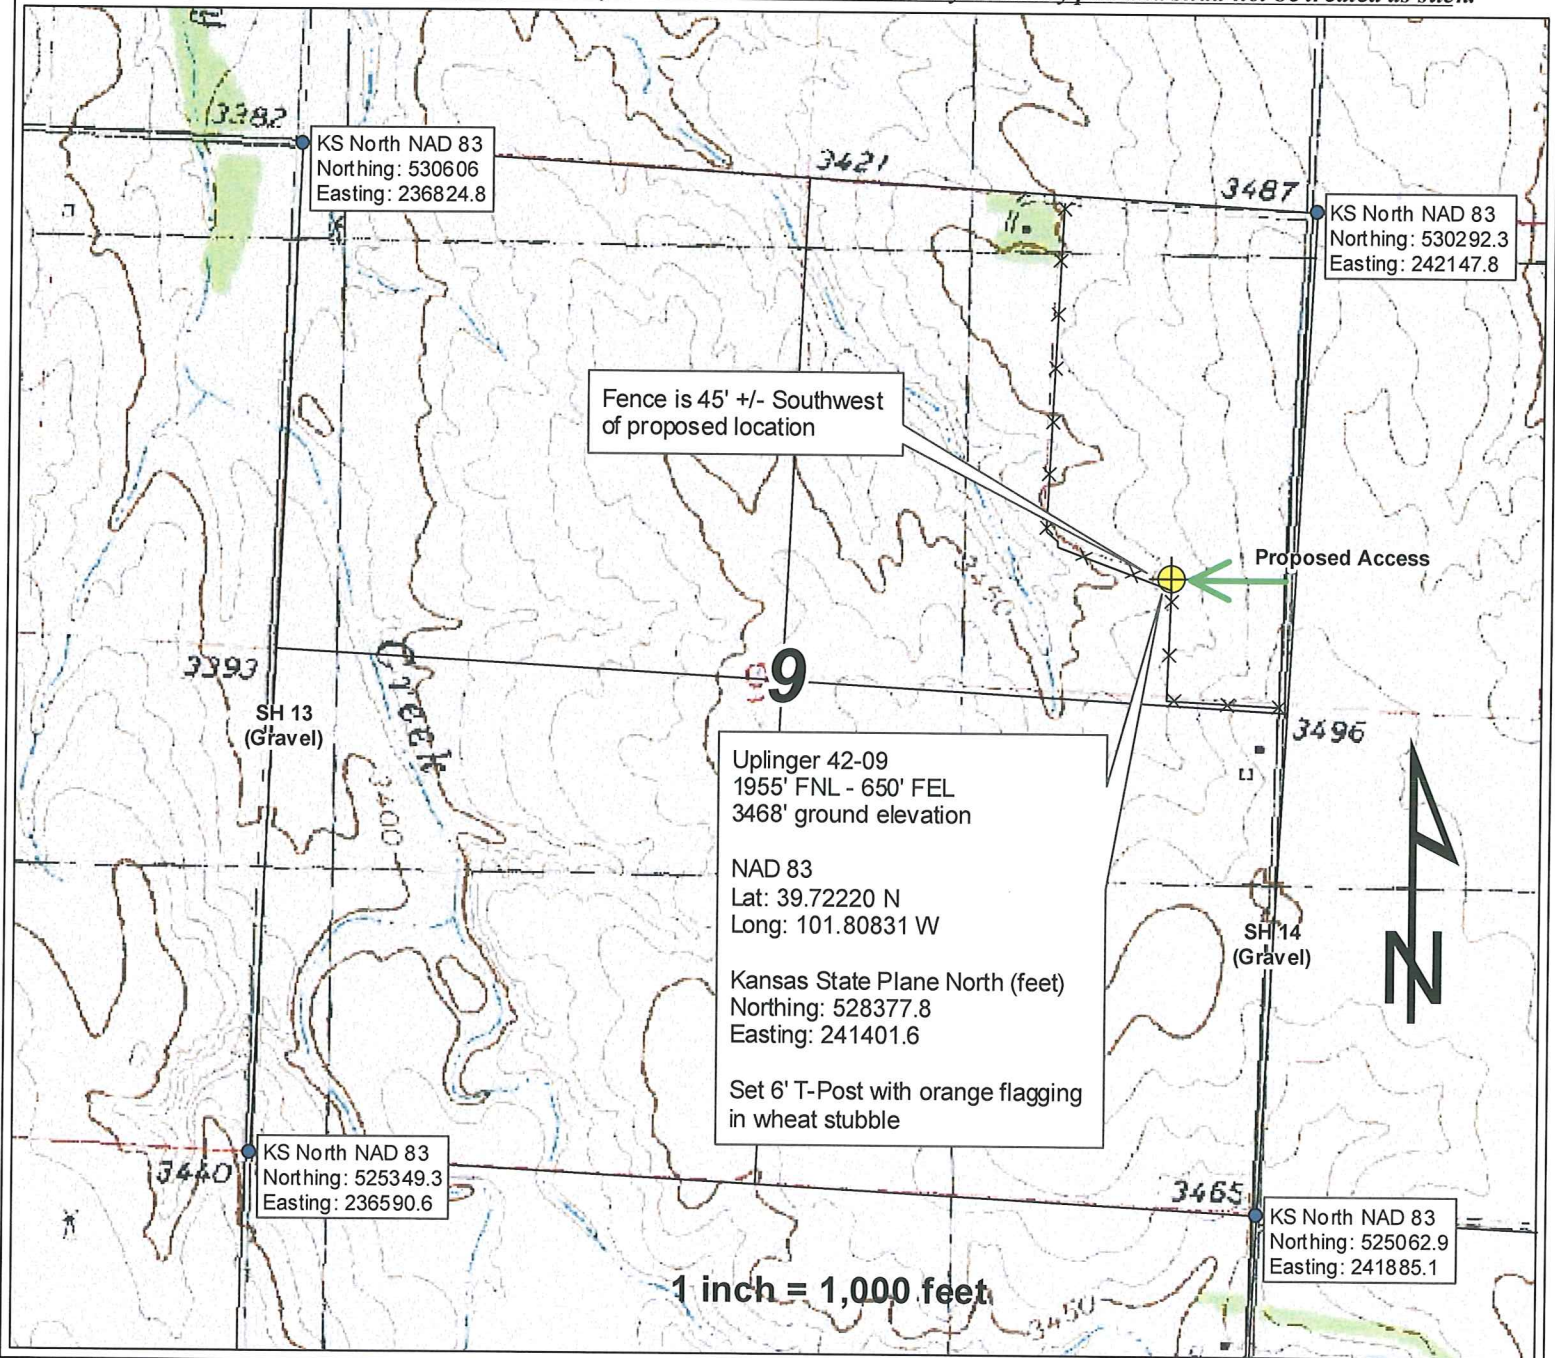 3382
KS North NAD 83
Northing: 530606
Easting: 236824.8
3421
3487
KS North NAD 83
Northing: 530292.3
Easting: 242147.8
Fence is 45' +/- Southwest
of proposed location
Proposed Access
3450
3393
SH 13
(Gravel)
Creek
9
3496
Uplinger 42-09
1955' FNL - 650' FEL
3468' ground elevation
NAD 83
Lat: 39.72220 N
Long: 101.80831 W
Kansas State Plane North (feet)
Northing: 528377.8
Easting: 241401.6
Set 6' T-Post with orange flagging
in wheat stubble
3400
SH 14
(Gravel)
N
3440
KS North NAD 83
Northing: 525349.3
Easting: 236590.6
3465
KS North NAD 83
Northing: 525062.9
Easting: 241885.1
1 inch = 1,000 feet
3450